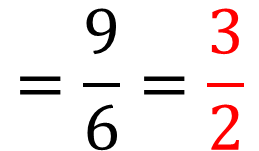 = 9/6 = 3/2